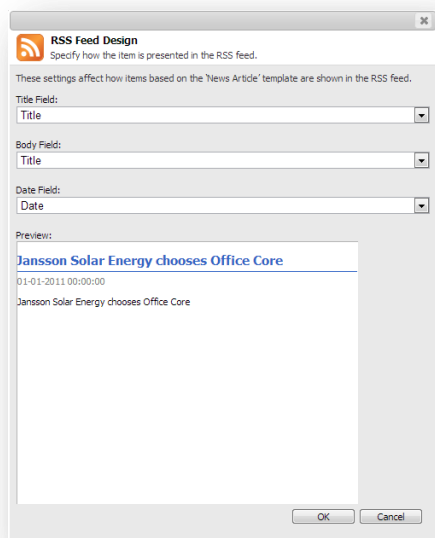 RSS Feed Design
Specify how the item is presented in the RSS feed.
These settings affect how items based on the 'News Article' template are shown in the RSS feed.
Title Field:
Title
Body Field:
Title
Date Field:
Date
Preview:
Jansson Solar Energy chooses Office Core
01-01-2011 00:00:00
Jansson Solar Energy chooses Office Core
OK Cancel